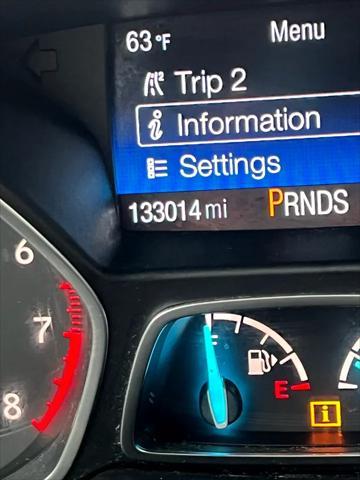 63°F Menu
Trip 2
Information
Settings
133014 mi PRNDS
6
7
8
F
E
i